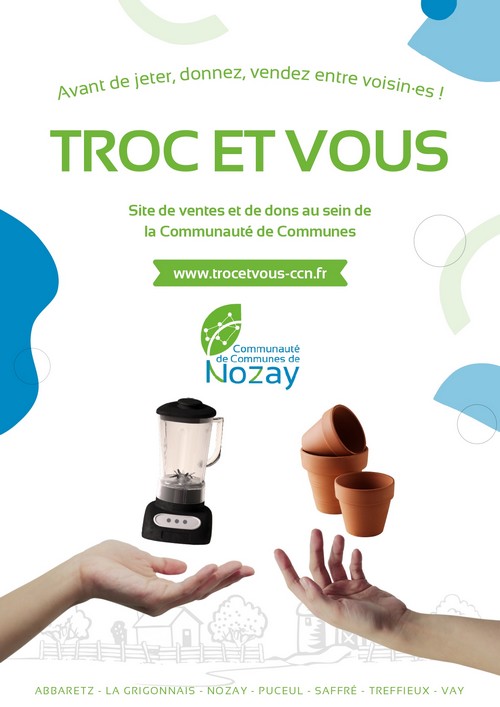 Avant de jeter, donnez, vendez entre voisin·es !
TROC ET VOUS
Site de ventes et de dons au sein de
la Communauté de Communes
www.trocetvous-ccn.fr
Communauté
de Communes de
Nozay
ABBARETZ - LA GRIGONNAIS - NOZAY - PUCEUL - SAFFRÉ - TREFFIEUX - VAY